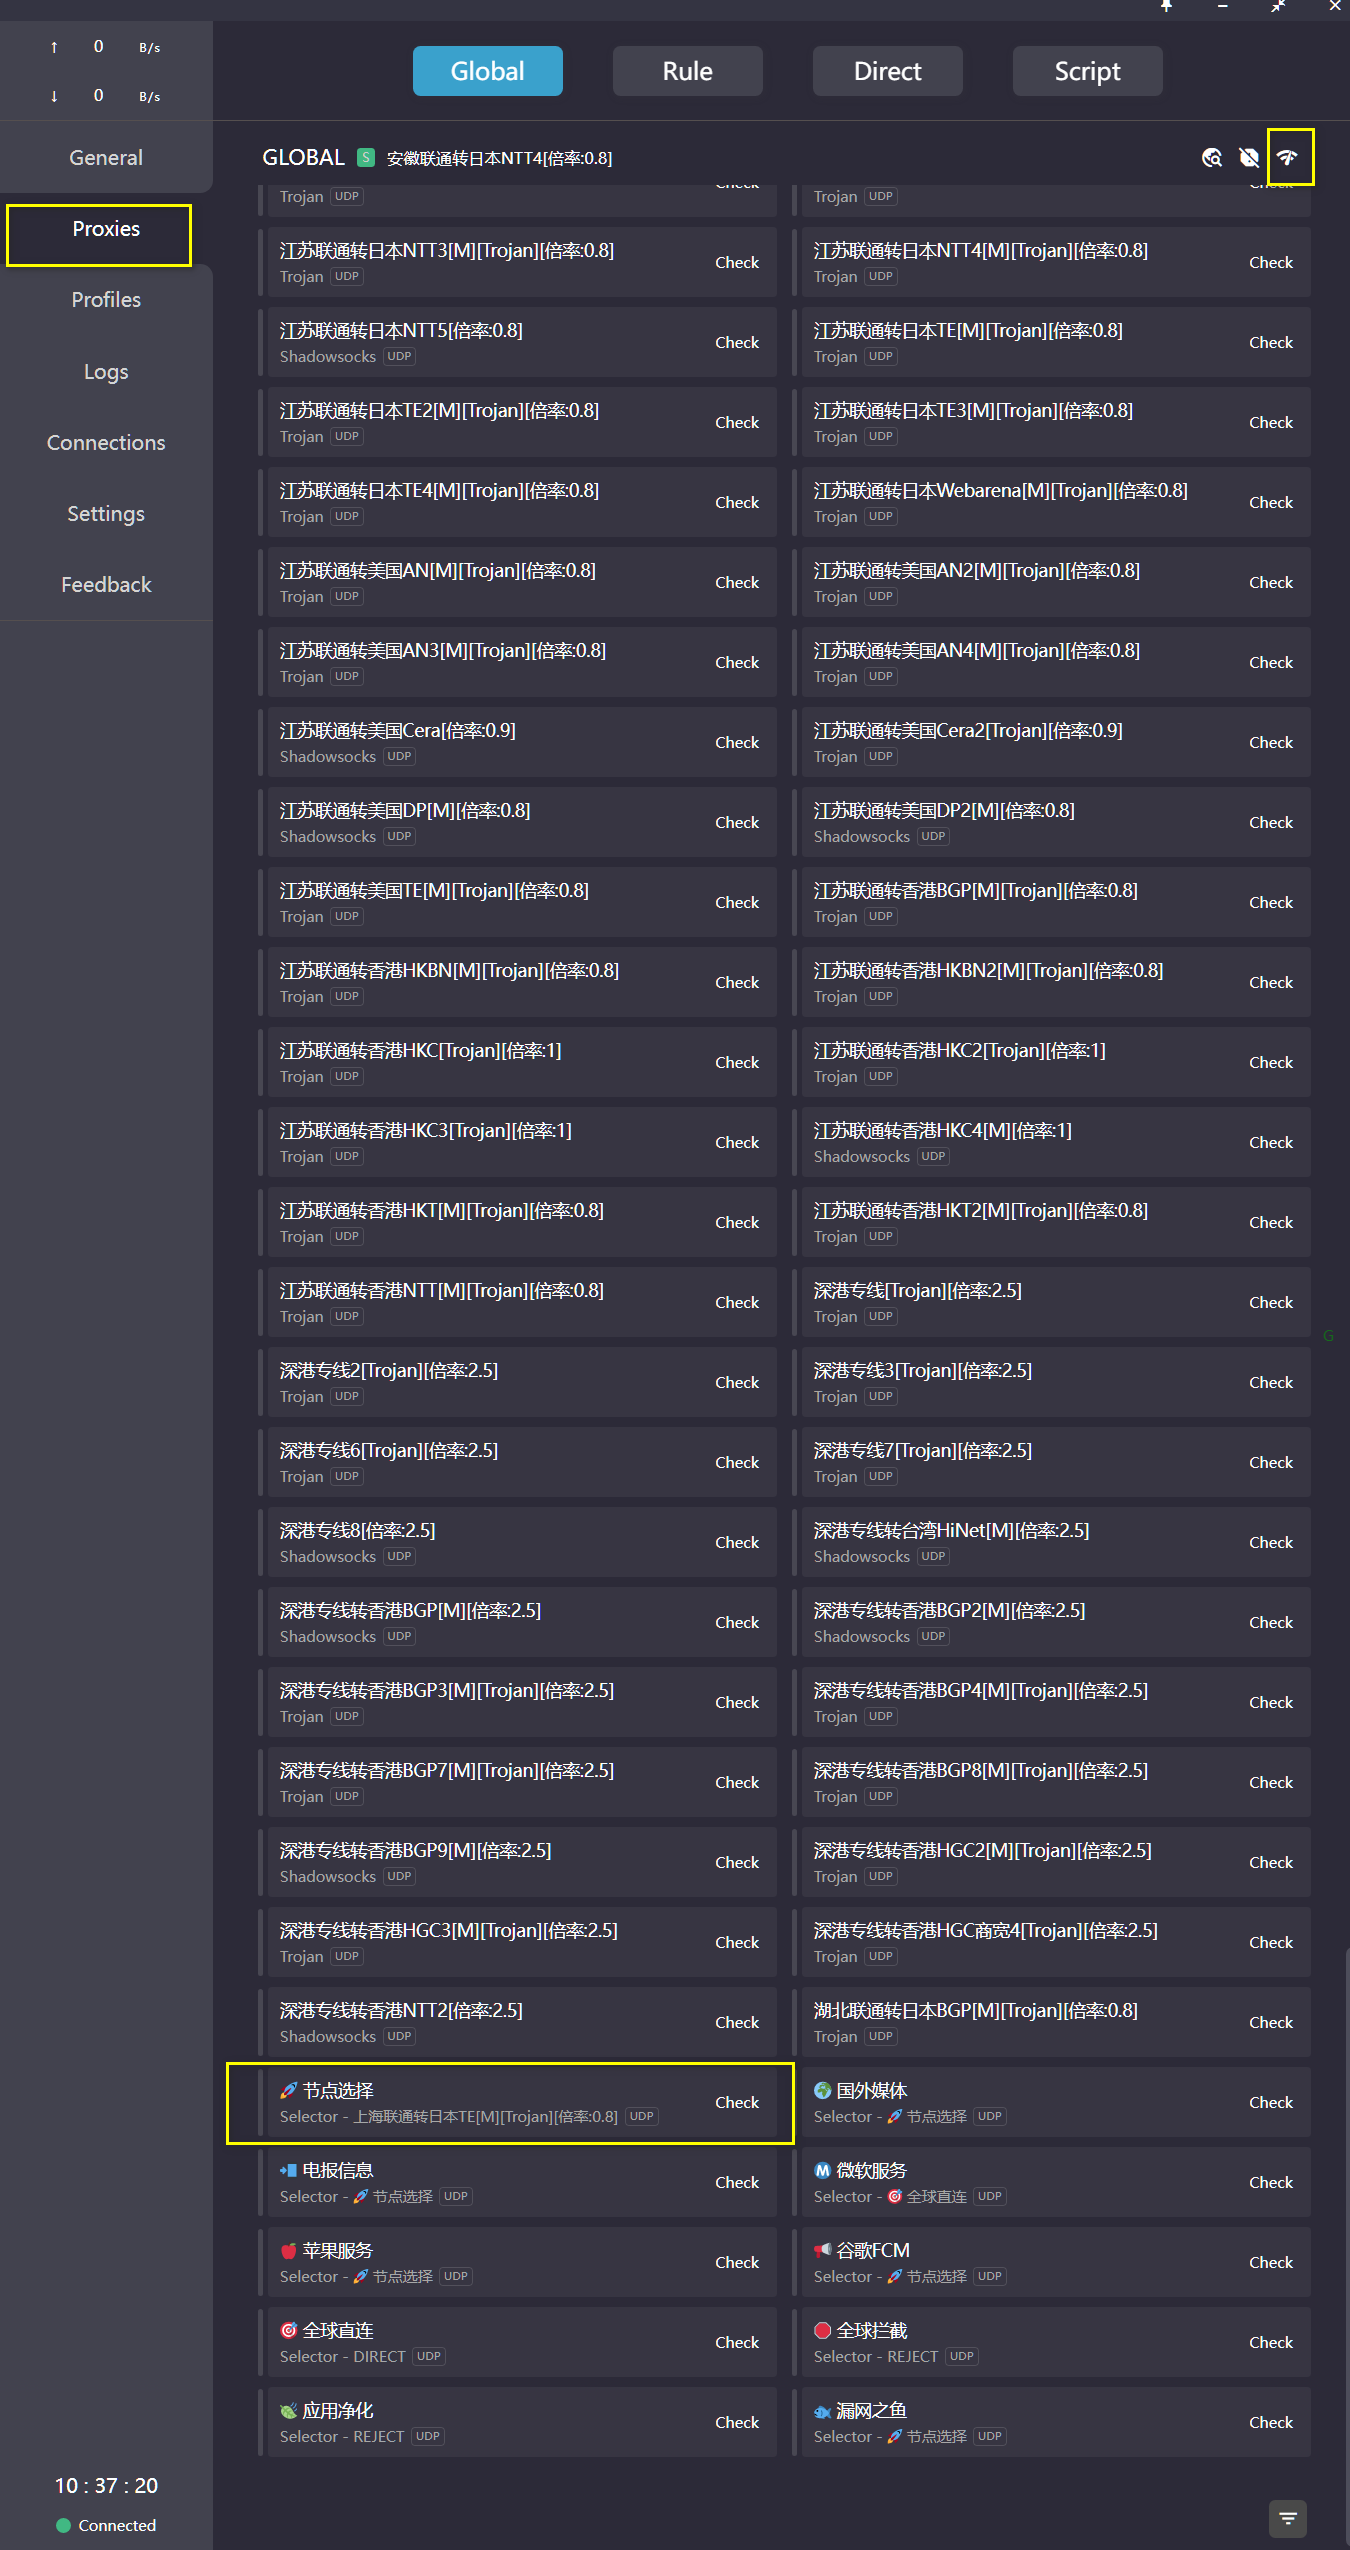 ↑ 0 B/s
↓ 0 B/s
Global Rule Direct Script
General
Proxies
Profiles
Logs
Connections
Settings
Feedback
GLOBAL S 安徽联通转日本NTT4[倍率:0.8]
Trojan UDP
Trojan UDP
江苏联通转日本NTT3[M][Trojan][倍率:0.8]
Trojan UDP Check
江苏联通转日本NTT4[M][Trojan][倍率:0.8]
Trojan UDP Check
江苏联通转日本NTT5[倍率:0.8]
Shadowsocks UDP Check
江苏联通转日本TE[M][Trojan][倍率:0.8]
Trojan UDP Check
江苏联通转日本TE2[M][Trojan][倍率:0.8]
Trojan UDP Check
江苏联通转日本TE3[M][Trojan][倍率:0.8]
Trojan UDP Check
江苏联通转日本TE4[M][Trojan][倍率:0.8]
Trojan UDP Check
江苏联通转日本Webarena[M][Trojan][倍率:0.8]
Trojan UDP Check
江苏联通转美国AN[M][Trojan][倍率:0.8]
Trojan UDP Check
江苏联通转美国AN2[M][Trojan][倍率:0.8]
Trojan UDP Check
江苏联通转美国AN3[M][Trojan][倍率:0.8]
Trojan UDP Check
江苏联通转美国AN4[M][Trojan][倍率:0.8]
Trojan UDP Check
江苏联通转美国Cera[倍率:0.9]
Shadowsocks UDP Check
江苏联通转美国Cera2[Trojan][倍率:0.9]
Trojan UDP Check
江苏联通转美国DP[M][倍率:0.8]
Shadowsocks UDP Check
江苏联通转美国DP2[M][倍率:0.8]
Shadowsocks UDP Check
江苏联通转美国TE[M][Trojan][倍率:0.8]
Trojan UDP Check
江苏联通转香港BGP[M][Trojan][倍率:0.8]
Trojan UDP Check
江苏联通转香港HKBN[M][Trojan][倍率:0.8]
Trojan UDP Check
江苏联通转香港HKBN2[M][Trojan][倍率:0.8]
Trojan UDP Check
江苏联通转香港HKC[Trojan][倍率:1]
Trojan UDP Check
江苏联通转香港HKC2[Trojan][倍率:1]
Trojan UDP Check
江苏联通转香港HKC3[Trojan][倍率:1]
Trojan UDP Check
江苏联通转香港HKC4[M][倍率:1]
Shadowsocks UDP Check
江苏联通转香港HKT[M][Trojan][倍率:0.8]
Trojan UDP Check
江苏联通转香港HKT2[M][Trojan][倍率:0.8]
Trojan UDP Check
江苏联通转香港NTT[M][Trojan][倍率:0.8]
Trojan UDP Check
深港专线[Trojan][倍率:2.5]
Trojan UDP Check
G
深港专线2[Trojan][倍率:2.5]
Trojan UDP Check
深港专线3[Trojan][倍率:2.5]
Trojan UDP Check
深港专线6[Trojan][倍率:2.5]
Trojan UDP Check
深港专线7[Trojan][倍率:2.5]
Trojan UDP Check
深港专线8[倍率:2.5]
Shadowsocks UDP Check
深港专线转台湾HiNet[M][倍率:2.5]
Shadowsocks UDP Check
深港专线转香港BGP[M][倍率:2.5]
Shadowsocks UDP Check
深港专线转香港BGP2[M][倍率:2.5]
Shadowsocks UDP Check
深港专线转香港BGP3[M][Trojan][倍率:2.5]
Trojan UDP Check
深港专线转香港BGP4[M][Trojan][倍率:2.5]
Trojan UDP Check
深港专线转香港BGP7[M][Trojan][倍率:2.5]
Trojan UDP Check
深港专线转香港BGP8[M][Trojan][倍率:2.5]
Trojan UDP Check
深港专线转香港BGP9[M][倍率:2.5]
Shadowsocks UDP Check
深港专线转香港HGC2[M][Trojan][倍率:2.5]
Trojan UDP Check
深港专线转香港HGC3[M][Trojan][倍率:2.5]
Trojan UDP Check
深港专线转香港HGC商宽4[Trojan][倍率:2.5]
Trojan UDP Check
深港专线转香港NTT2[倍率:2.5]
Shadowsocks UDP Check
湖北联通转日本BGP[M][Trojan][倍率:0.8]
Trojan UDP Check
🚀 节点选择
Selector - 上海联通转日本TE[M][Trojan][倍率:0.8] UDP Check
🌍 国外媒体
Selector - 🚀 节点选择 UDP Check
📲 电报信息
Selector - 🚀 节点选择 UDP Check
Ⓜ️ 微软服务
Selector - 🎯 全球直连 UDP Check
🍎 苹果服务
Selector - 🚀 节点选择 UDP Check
📢 谷歌FCM
Selector - 🚀 节点选择 UDP Check
🎯 全球直连
Selector - DIRECT UDP Check
🛑 全球拦截
Selector - REJECT UDP Check
🍃 应用净化
Selector - REJECT UDP Check
🐟 漏网之鱼
Selector - 🚀 节点选择 UDP Check
10 : 37 : 20
Connected